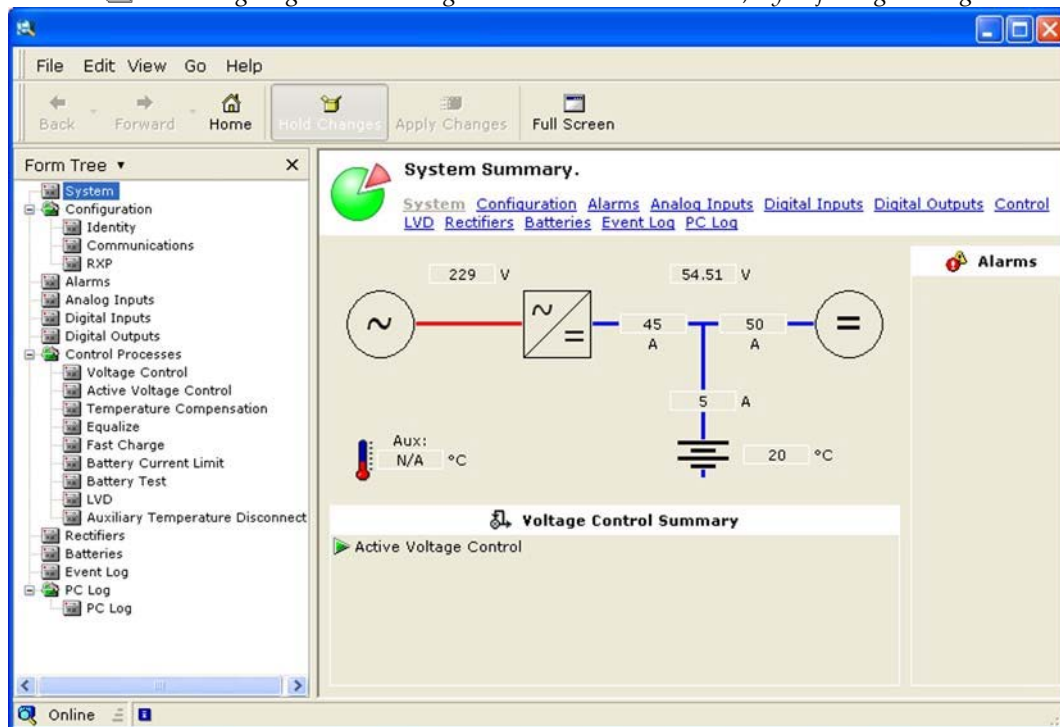 File Edit View Go Help
Back Forward Home Hold Changes Apply Changes Full Screen
Form Tree
System
Configuration
Identity
Communications
RXP
Alarms
Analog Inputs
Digital Inputs
Digital Outputs
Control Processes
Voltage Control
Active Voltage Control
Temperature Compensation
Equalize
Fast Charge
Battery Current Limit
Battery Test
LVD
Auxiliary Temperature Disconnect
Rectifiers
Batteries
Event Log
PC Log
PC Log
System Summary.
System Configuration Alarms Analog Inputs Digital Inputs Digital Outputs Control
LVD Rectifiers Batteries Event Log PC Log
229 V 54.51 V
45 A 50 A
5 A
Aux:
N/A °C
20 °C
Voltage Control Summary
Active Voltage Control
Alarms
Online